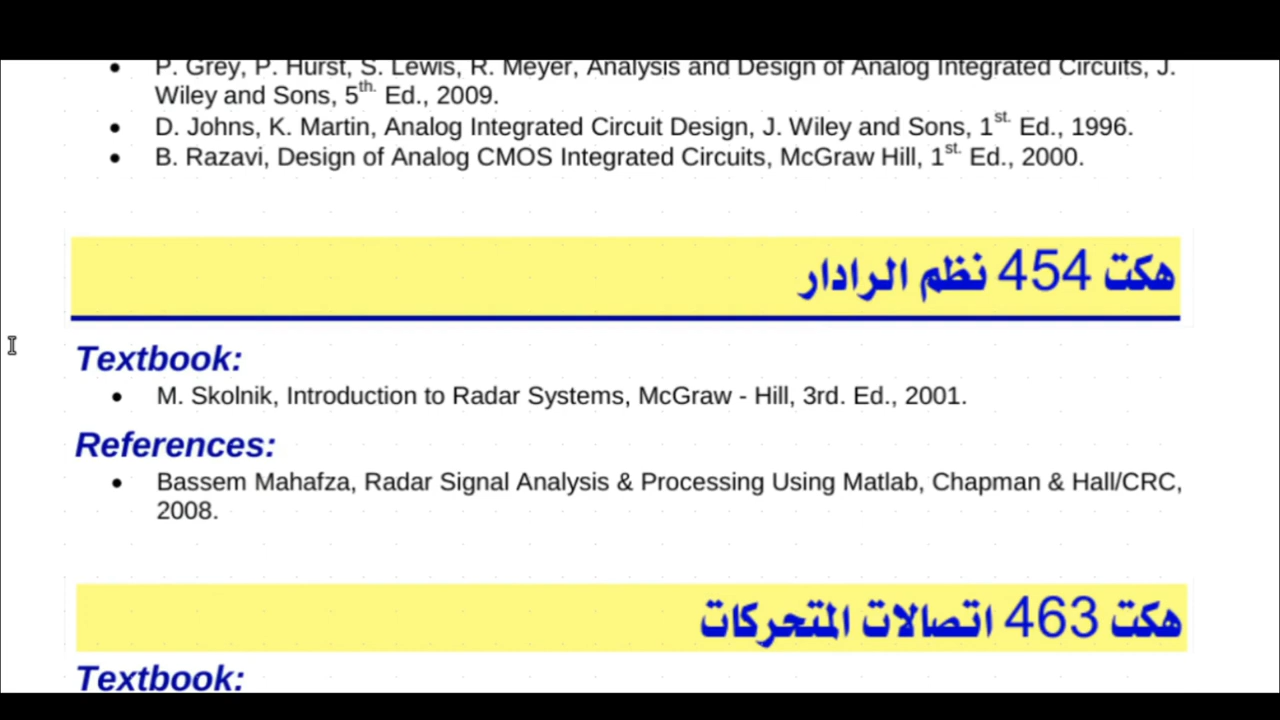 P. Grey, P. Hurst, S. Lewis, R. Meyer, Analysis and Design of Analog Integrated Circuits, J.
Wiley and Sons, 5th. Ed., 2009.
D. Johns, K. Martin, Analog Integrated Circuit Design, J. Wiley and Sons, 1st. Ed., 1996.
B. Razavi, Design of Analog CMOS Integrated Circuits, McGraw Hill, 1st. Ed., 2000.
هكت 454 نظم الرادار
Textbook:
M. Skolnik, Introduction to Radar Systems, McGraw - Hill, 3rd. Ed., 2001.
References:
Bassem Mahafza, Radar Signal Analysis & Processing Using Matlab, Chapman & Hall/CRC,
2008.
هكت 463 اتصالات المتحركات
Textbook: